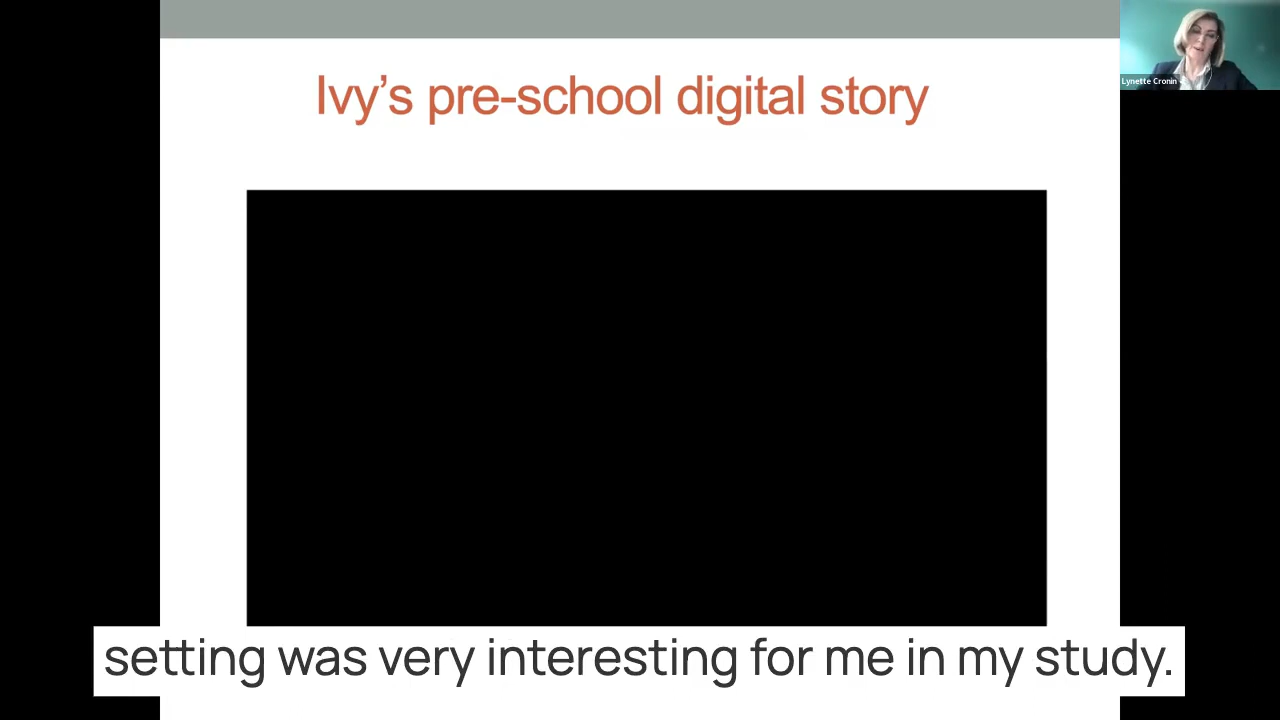 Ivy's pre-school digital story
Lynette Cronin
setting was very interesting for me in my study.